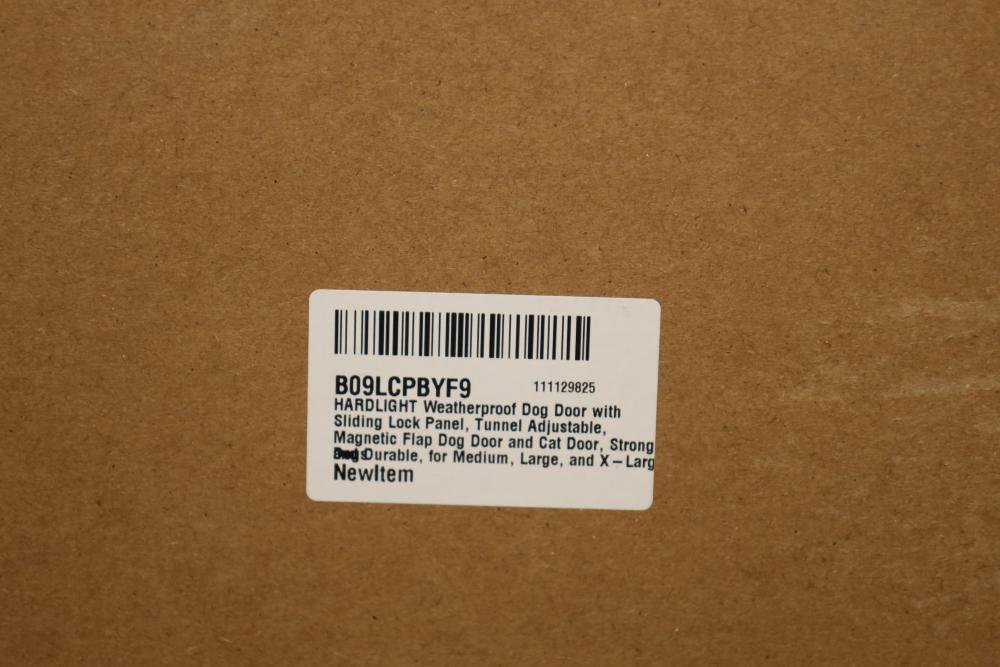 B09LCPBYF9 111129825
HARDLIGHT Weatherproof Dog Door with
Sliding Lock Panel, Tunnel Adjustable,
Magnetic Flap Dog Door and Cat Door, Strong
Durable, for Medium, Large, and X-Larg
NewItem